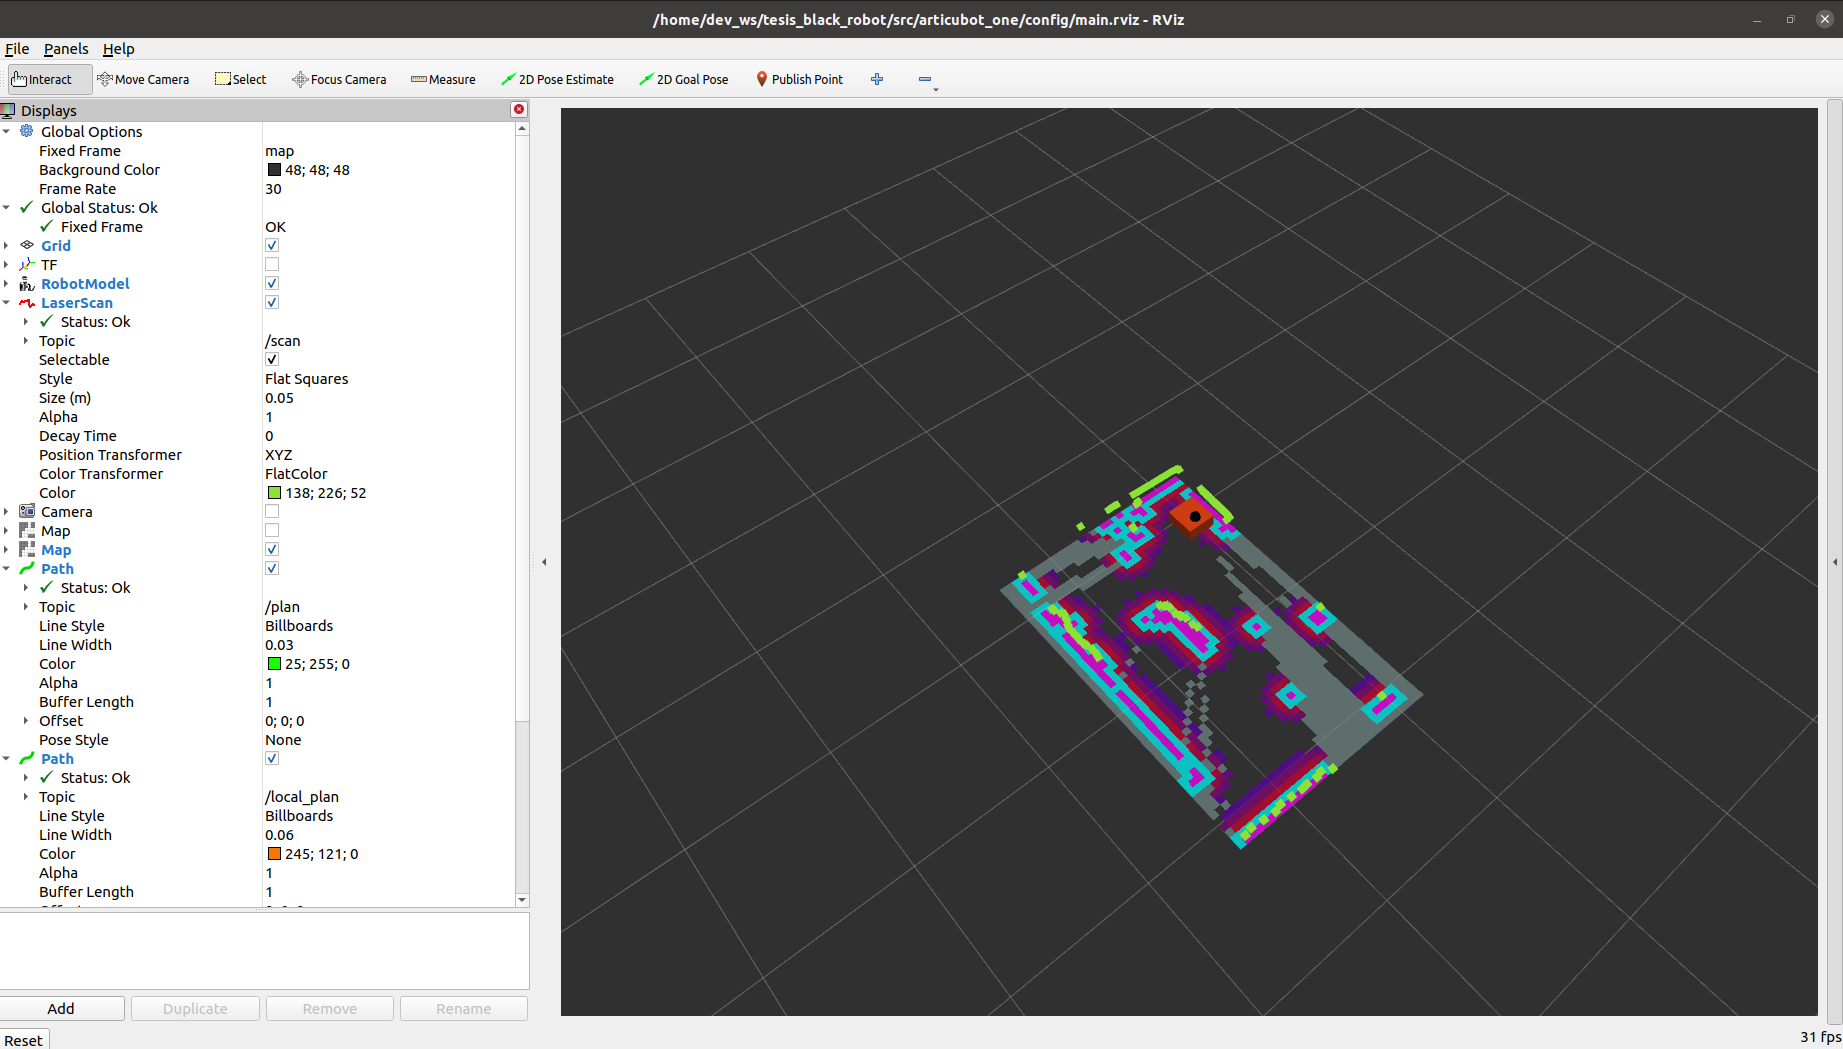 /home/dev_ws/tesis_black_robot/src/articubot_one/config/main.rviz - RViz
File Panels Help
Interact Move Camera Select Focus Camera Measure 2D Pose Estimate 2D Goal Pose Publish Point
Displays
Global Options
Fixed Frame map
Background Color 48; 48; 48
Frame Rate 30
Global Status: Ok
Fixed Frame OK
Grid
TF
RobotModel
LaserScan
Status: Ok
Topic /scan
Selectable
Style Flat Squares
Size (m) 0.05
Alpha 1
Decay Time 0
Position Transformer XYZ
Color Transformer FlatColor
Color 138; 226; 52
Camera
Map
Map
Path
Status: Ok
Topic /plan
Line Style Billboards
Line Width 0.03
Color 25; 255; 0
Alpha 1
Buffer Length 1
Offset 0; 0; 0
Pose Style None
Path
Status: Ok
Topic /local_plan
Line Style Billboards
Line Width 0.06
Color 245; 121; 0
Alpha 1
Buffer Length 1
Add Duplicate Remove Rename
Reset
31 fps